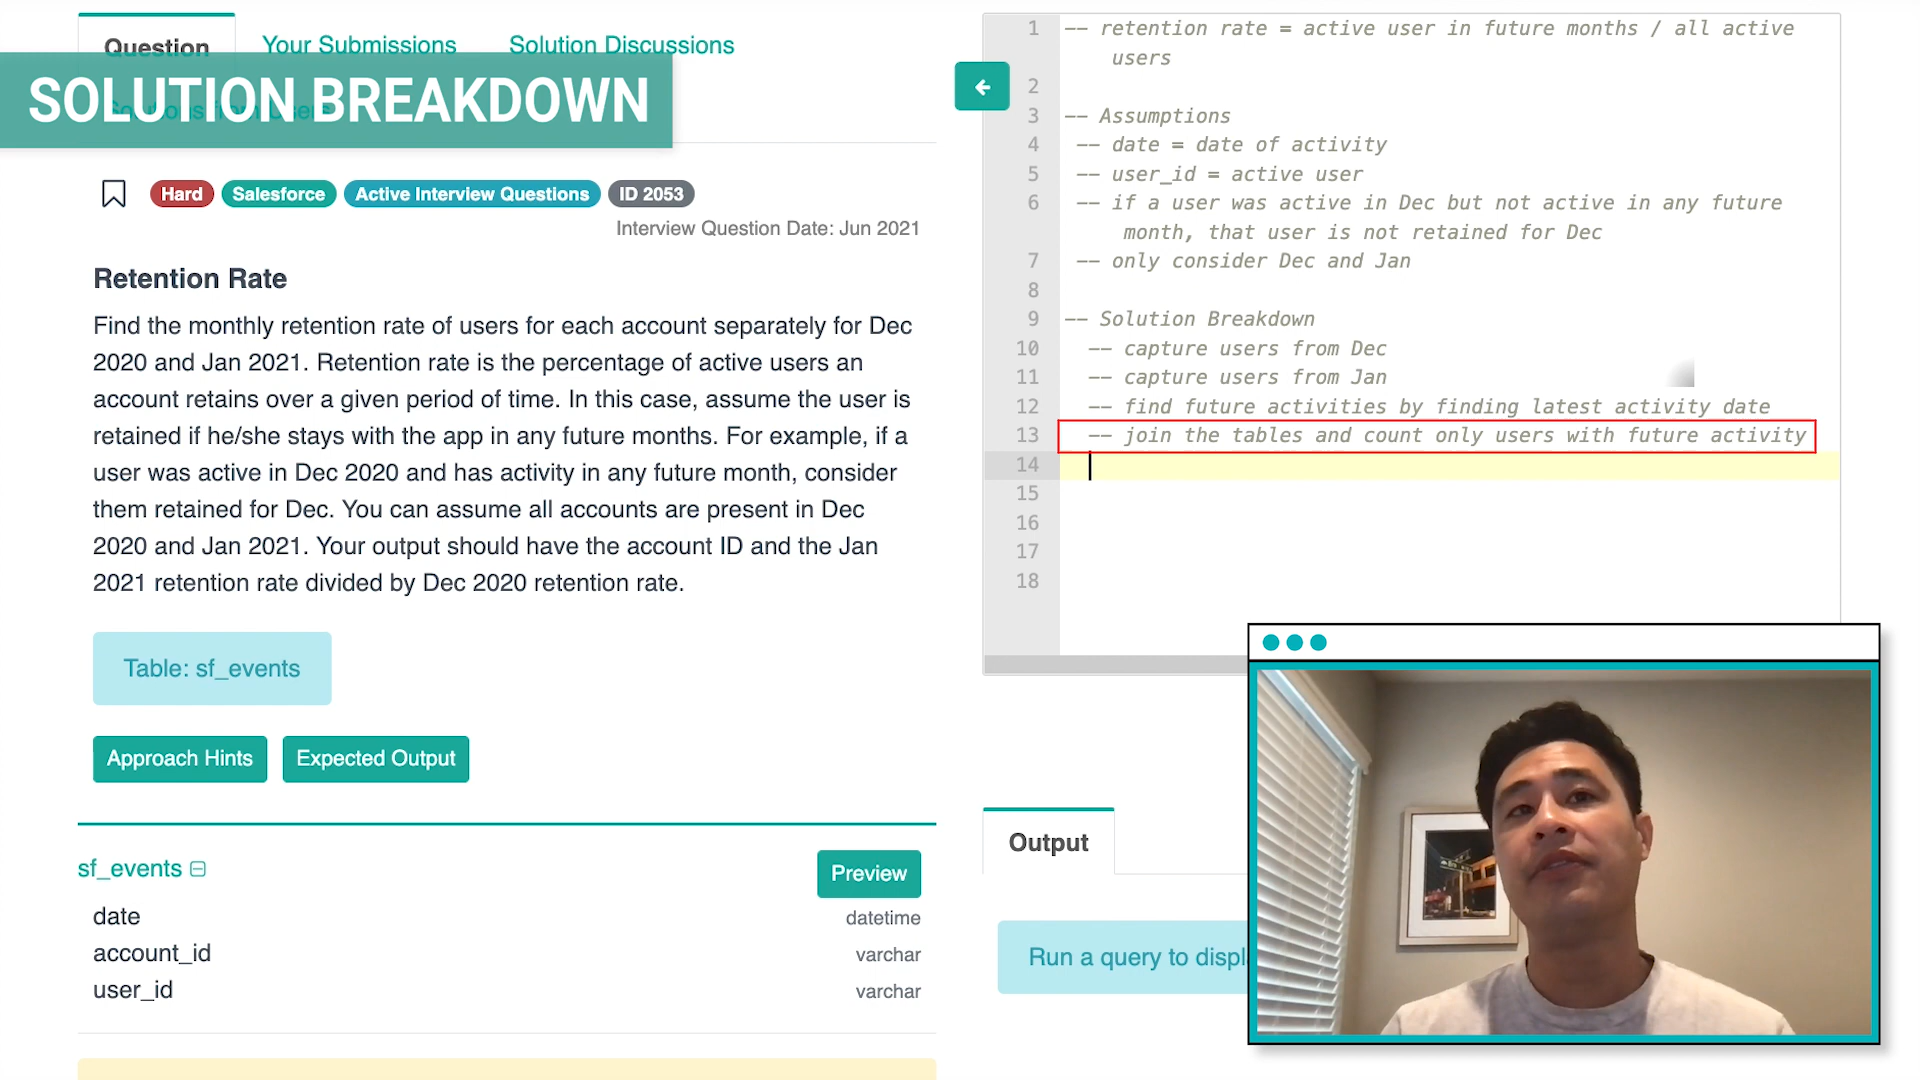 Question
Your Submissions
Solution Discussions
SOLUTION BREAKDOWN
Solutions from Users
Hard
Salesforce
Active Interview Questions
ID 2053
Interview Question Date: Jun 2021
Retention Rate
Find the monthly retention rate of users for each account separately for Dec
2020 and Jan 2021. Retention rate is the percentage of active users an
account retains over a given period of time. In this case, assume the user is
retained if he/she stays with the app in any future months. For example, if a
user was active in Dec 2020 and has activity in any future month, consider
them retained for Dec. You can assume all accounts are present in Dec
2020 and Jan 2021. Your output should have the account ID and the Jan
2021 retention rate divided by Dec 2020 retention rate.
Table: sf_events
Approach Hints
Expected Output
sf_events
Preview
date datetime
account_id varchar
user_id varchar
1 -- retention rate = active user in future months / all active
users
2
3 -- Assumptions
4 -- date = date of activity
5 -- user_id = active user
6 -- if a user was active in Dec but not active in any future
month, that user is not retained for Dec
7 -- only consider Dec and Jan
8
9 -- Solution Breakdown
10 -- capture users from Dec
11 -- capture users from Jan
12 -- find future activities by finding latest activity date
13 -- join the tables and count only users with future activity
14
15
16
17
18
Output
Run a query to displ